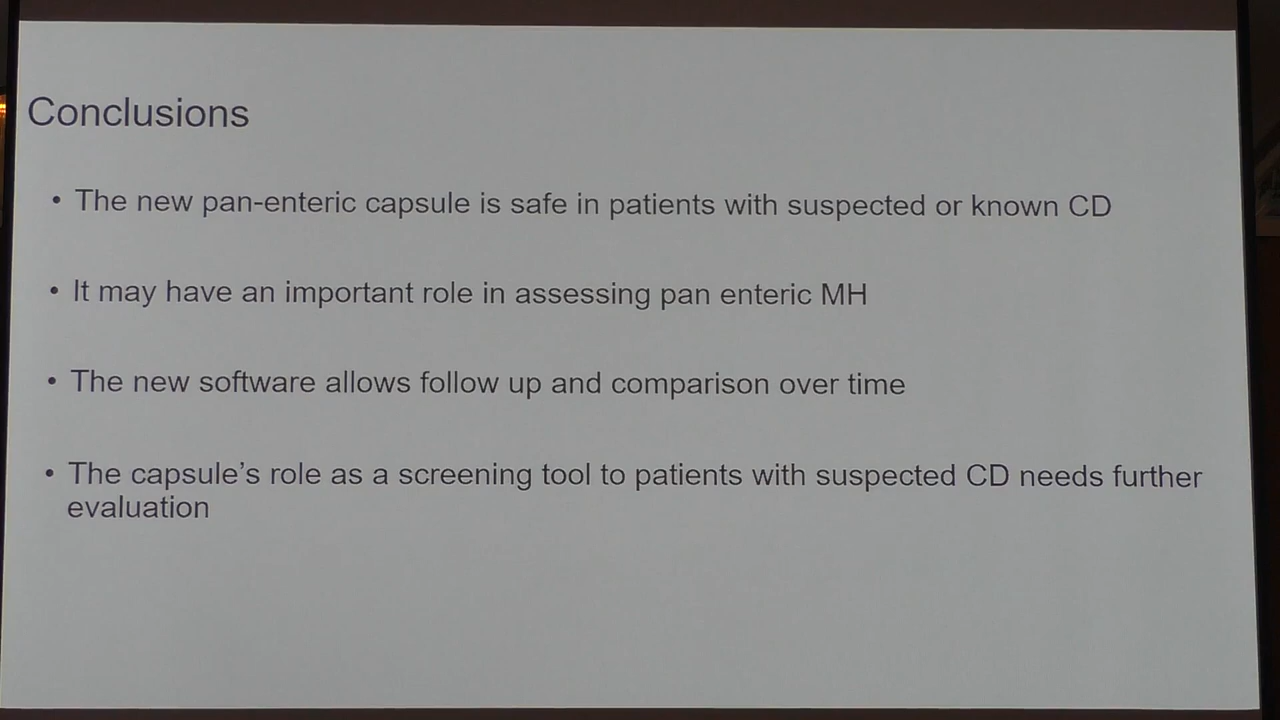 Conclusions
• The new pan-enteric capsule is safe in patients with suspected or known CD
• It may have an important role in assessing pan enteric MH
• The new software allows follow up and comparison over time
• The capsule’s role as a screening tool to patients with suspected CD needs further
evaluation